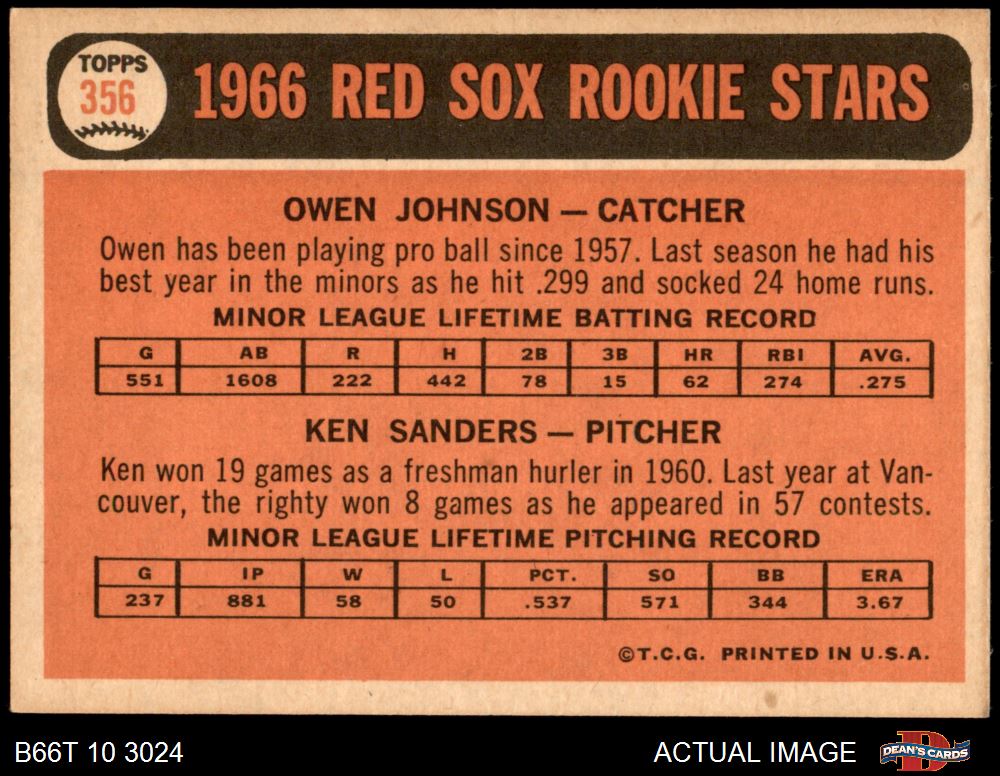 TOPPS
356
1966 RED SOX ROOKIE STARS
OWEN JOHNSON — CATCHER
Owen has been playing pro ball since 1957. Last season he had his
best year in the minors as he hit .299 and socked 24 home runs.
MINOR LEAGUE LIFETIME BATTING RECORD
G AB R H 2B 3B HR RBI AVG.
551 1608 222 442 78 15 62 274 .275
KEN SANDERS — PITCHER
Ken won 19 games as a freshman hurler in 1960. Last year at Van-
couver, the righty won 8 games as he appeared in 57 contests.
MINOR LEAGUE LIFETIME PITCHING RECORD
G IP W L PCT. SO BB ERA
237 881 58 50 .537 571 344 3.67
©T.C.G. PRINTED IN U.S.A.
B66T 10 3024
ACTUAL IMAGE
D
DEAN'S CARDS